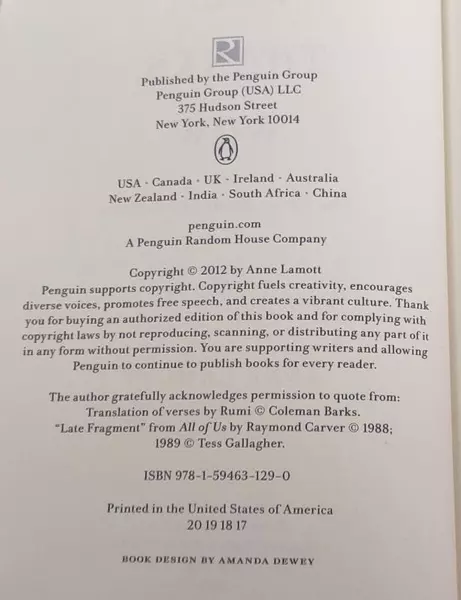 R
Published by the Penguin Group
Penguin Group (USA) LLC
375 Hudson Street
New York, New York 10014
USA · Canada · UK · Ireland · Australia
New Zealand · India · South Africa · China
penguin.com
A Penguin Random House Company
Copyright © 2012 by Anne Lamott
Penguin supports copyright. Copyright fuels creativity, encourages
diverse voices, promotes free speech, and creates a vibrant culture. Thank
you for buying an authorized edition of this book and for complying with
copyright laws by not reproducing, scanning, or distributing any part of it
in any form without permission. You are supporting writers and allowing
Penguin to continue to publish books for every reader.
The author gratefully acknowledges permission to quote from:
Translation of verses by Rumi © Coleman Barks.
“Late Fragment” from All of Us by Raymond Carver © 1988;
1989 © Tess Gallagher.
ISBN 978-1-59463-129-0
Printed in the United States of America
20 19 18 17
BOOK DESIGN BY AMANDA DEWEY